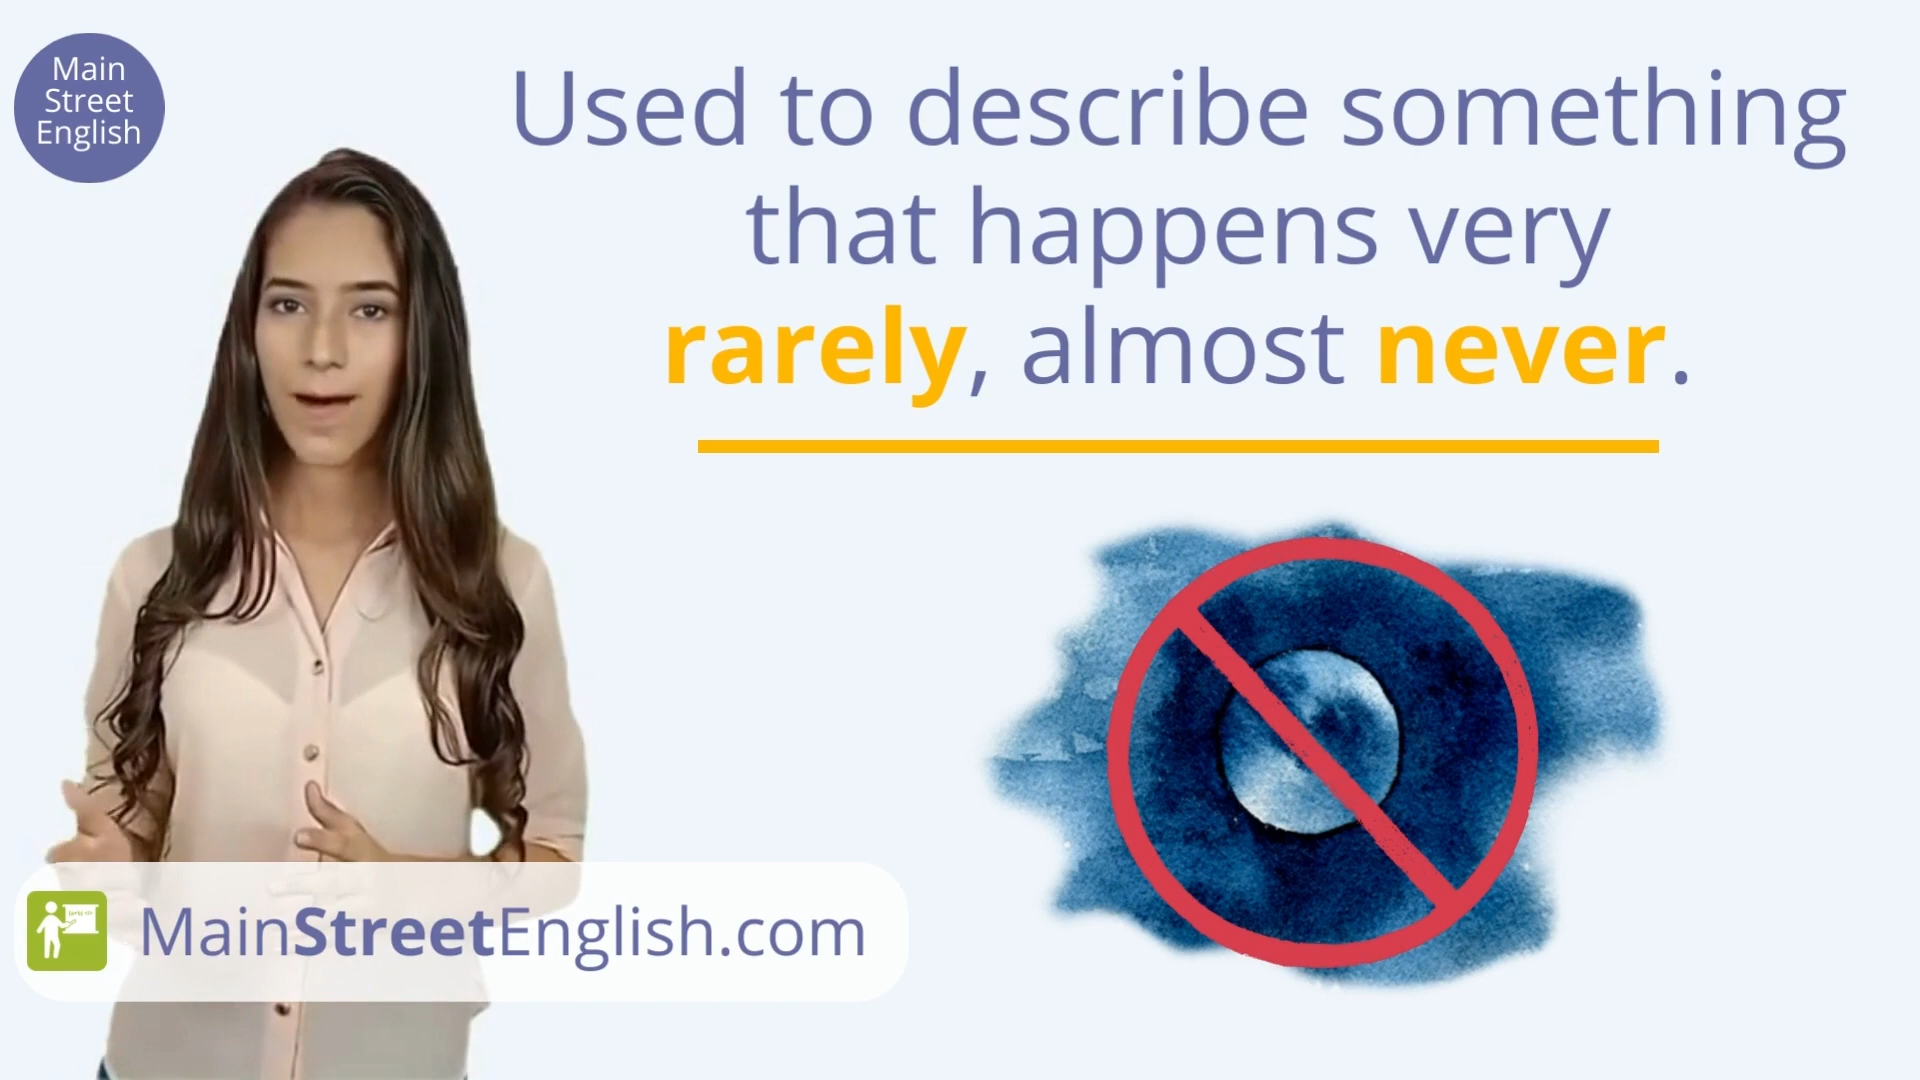 Main
Street
English
Used to describe something
that happens very
rarely, almost never.
MainStreetEnglish.com